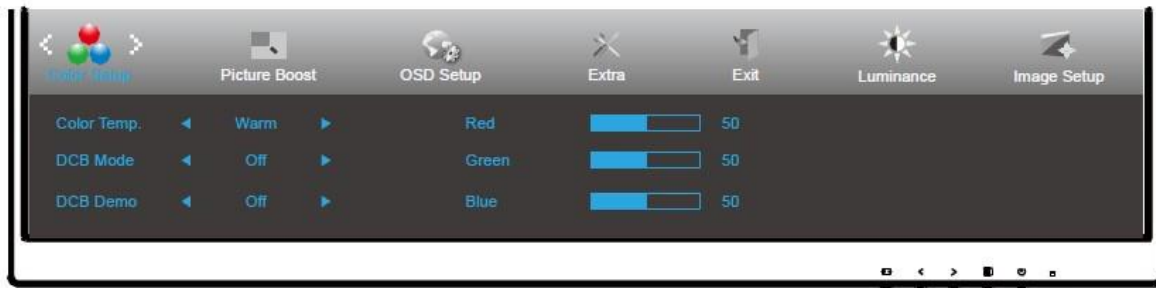 Color Setup
Picture Boost
OSD Setup
Extra
Exit
Luminance
Image Setup
Color Temp. Warm Red 50
DCB Mode Off Green 50
DCB Demo Off Blue 50